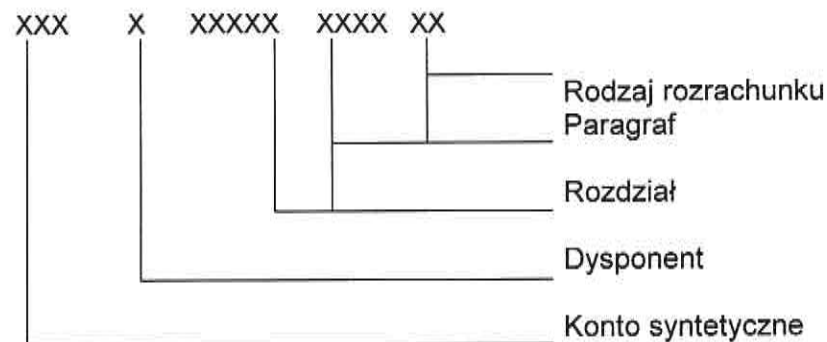 XXX X XXXXX XXXX XX
Rodzaj rozrachunku
Paragraf
Rozdział
Dysponent
Konto syntetyczne